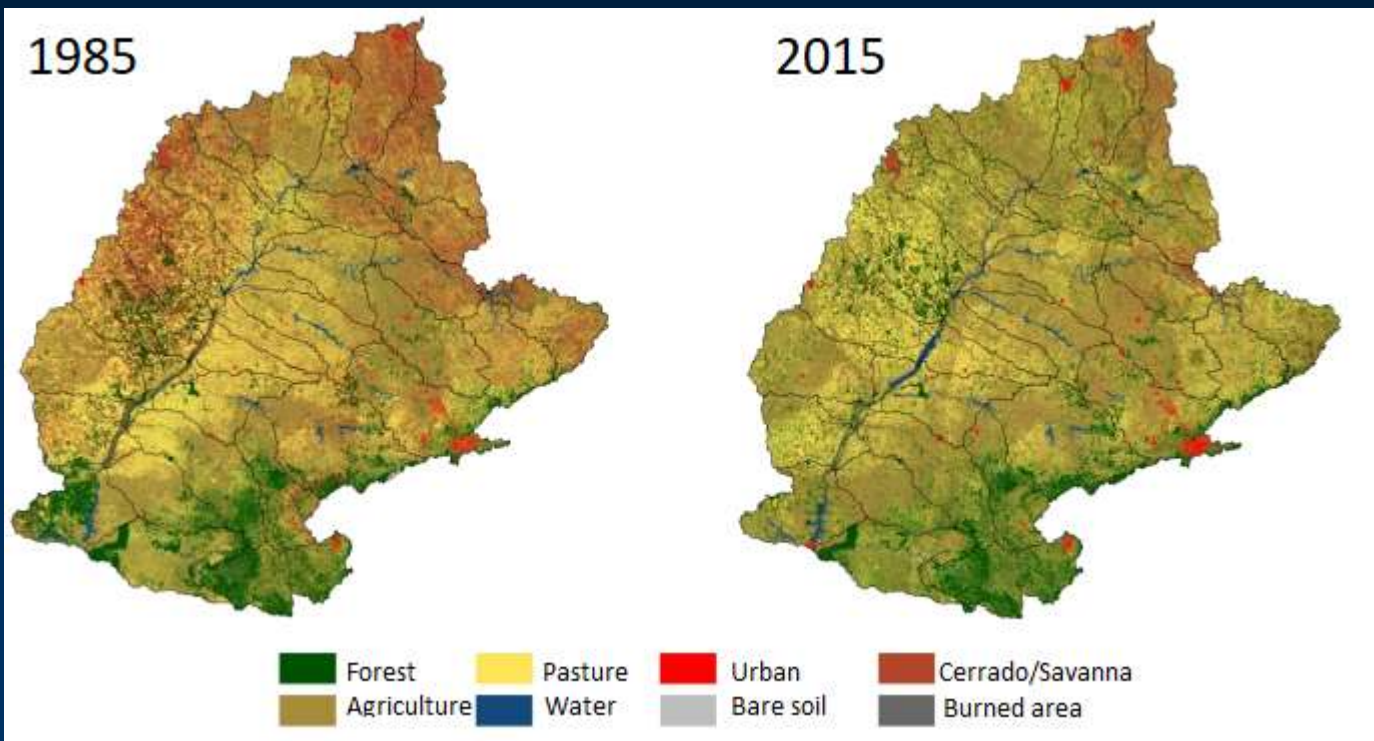 1985
2015
Forest
Pasture
Urban
Cerrado/Savanna
Agriculture
Water
Bare soil
Burned area